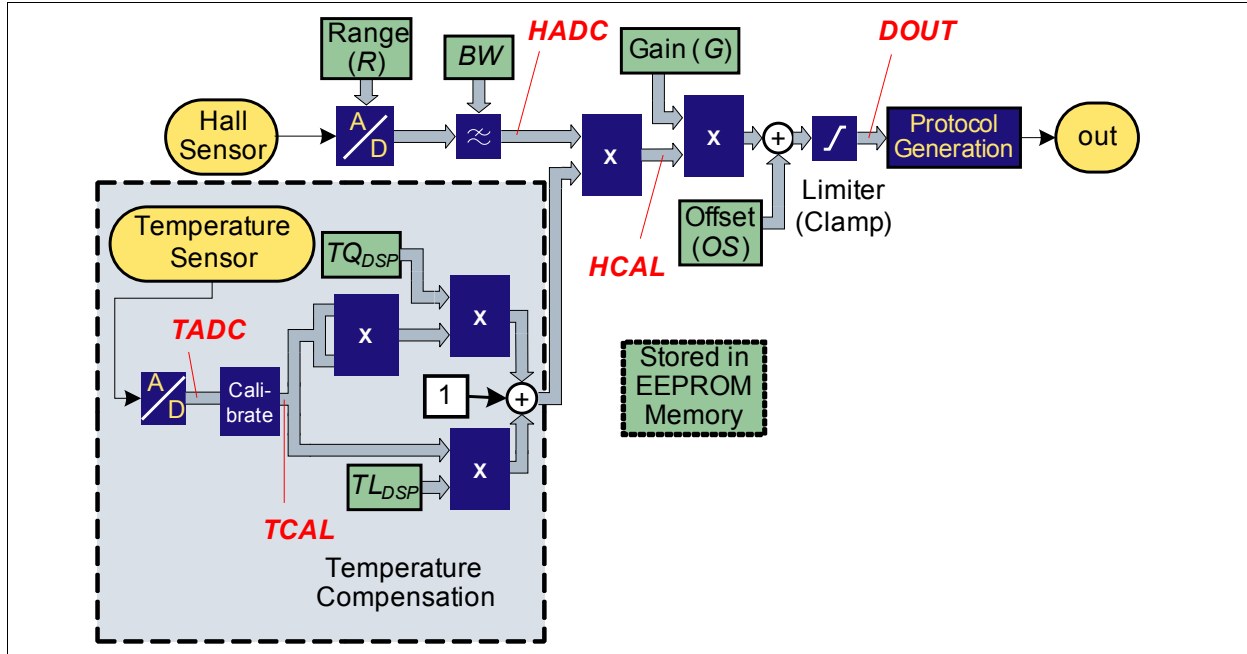 Range
(R)
BW
HADC
Gain (G)
DOUT
Hall
Sensor
A
D
≈
x
x
+
Protocol
Generation
out
Limiter
(Clamp)
Offset
(OS)
HCAL
Temperature
Sensor
TQDSP
x
x
TADC
A
D
Cali-
brate
1
+
x
TLDSP
TCAL
Temperature
Compensation
Stored in
EEPROM
Memory